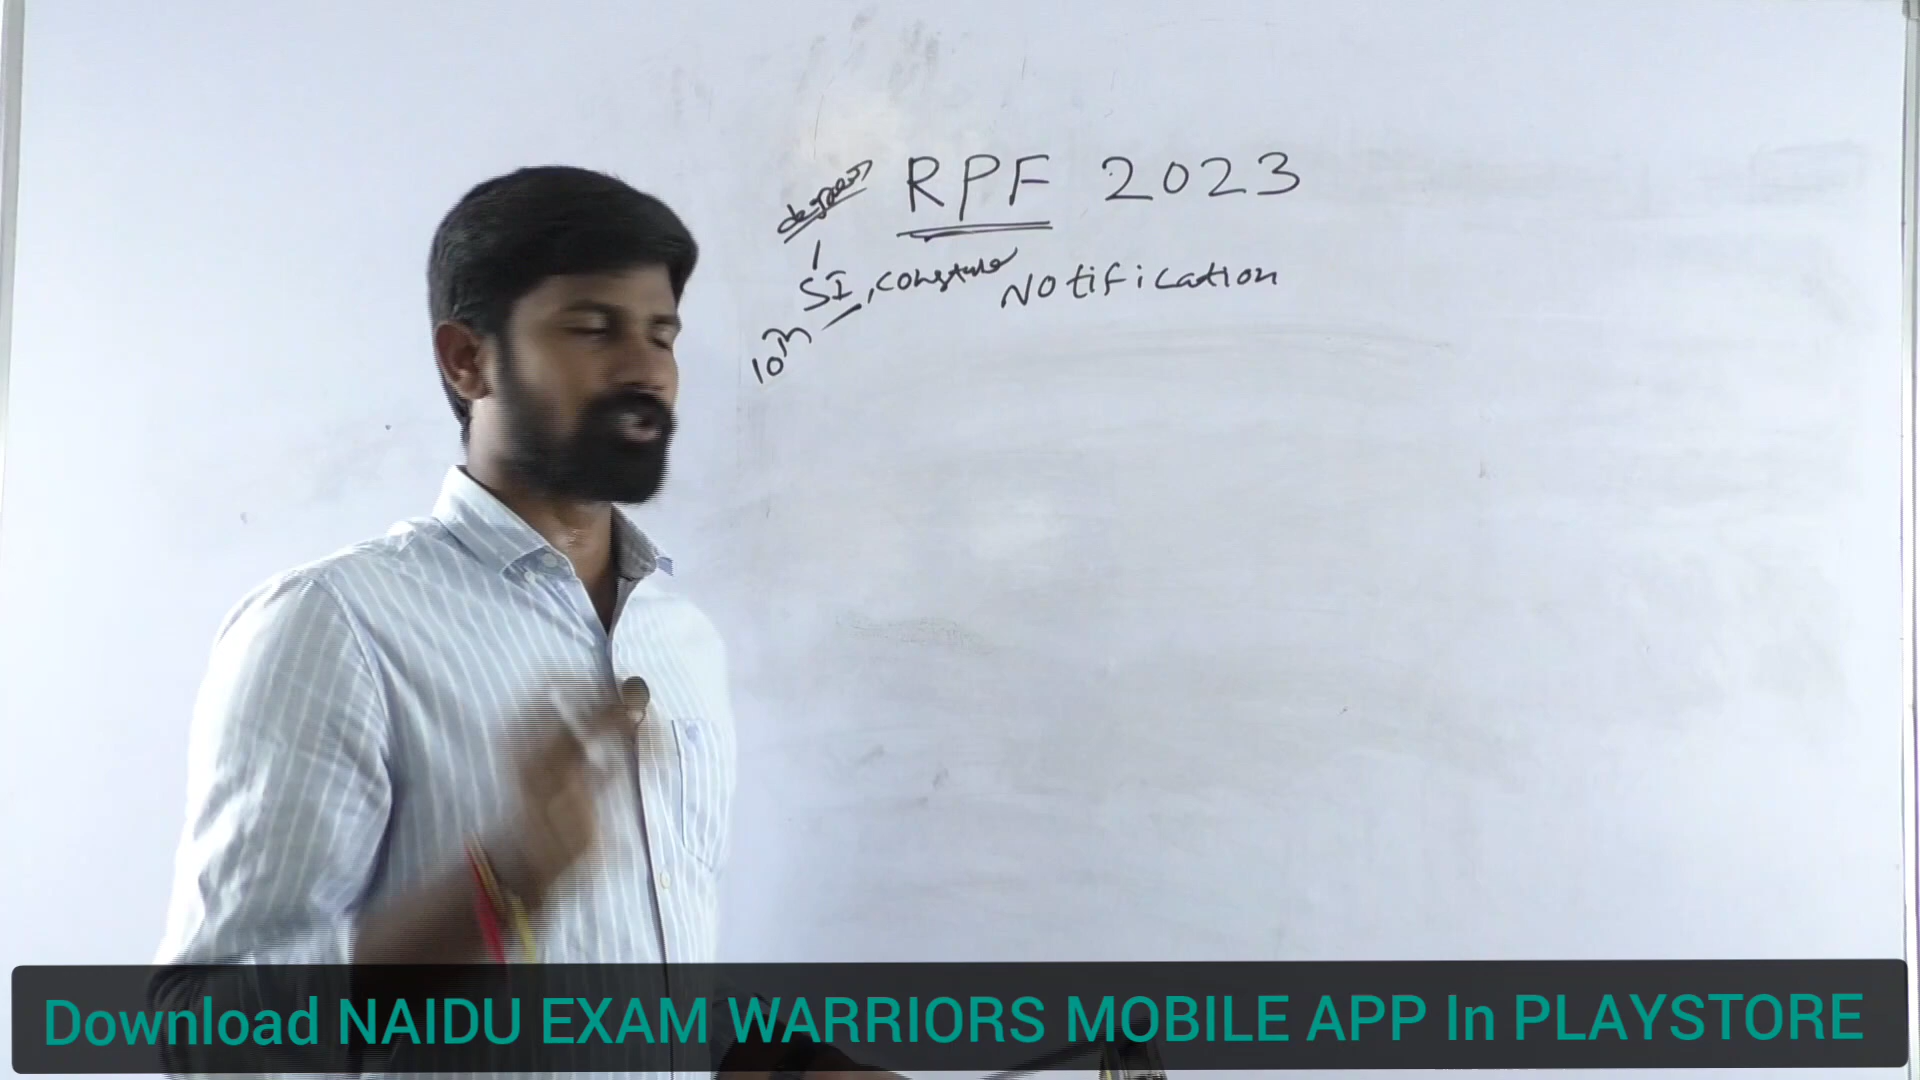 RPF 2023
degree
SI, constable Notification
10th
Download NAIDU EXAM WARRIORS MOBILE APP In PLAYSTORE